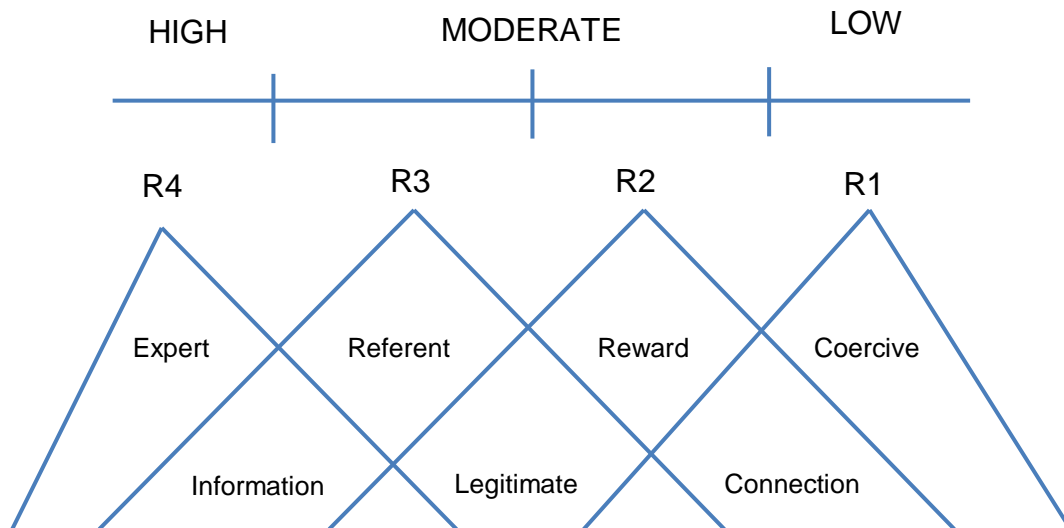 HIGH MODERATE LOW
R4 R3 R2 R1
Expert Referent Reward Coercive
Information Legitimate Connection